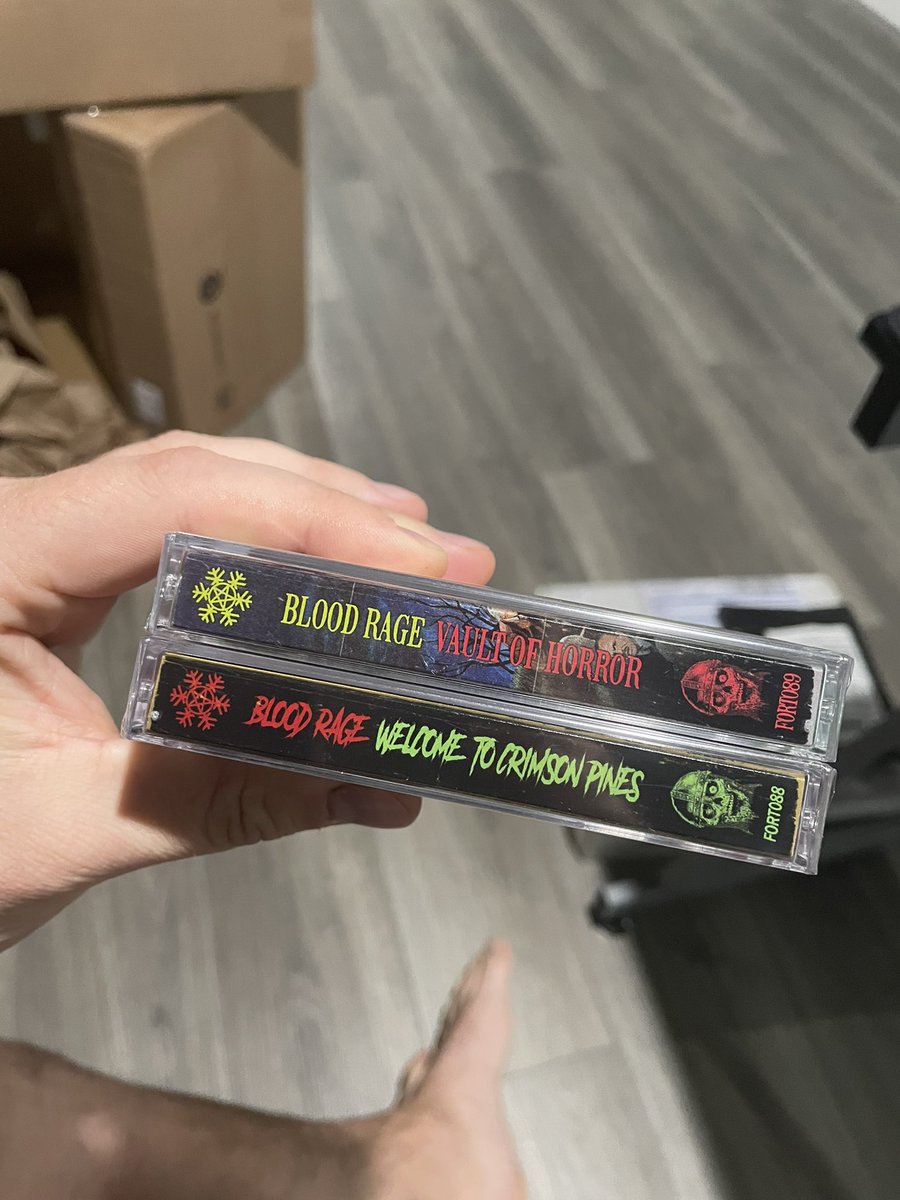 BLOOD RAGE VAULT OF HORROR FORT089
BLOOD RAGE WELCOME TO CRIMSON PINES FORT088